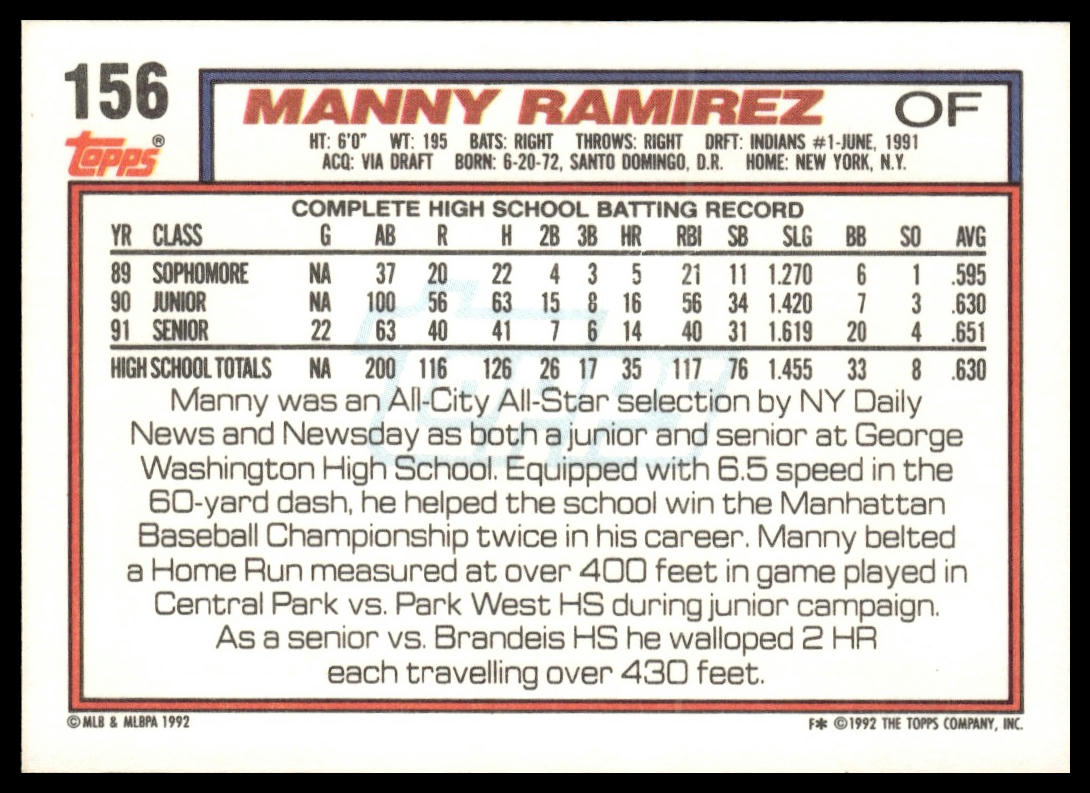 156
Topps®
MANNY RAMIREZ OF
HT: 6'0" WT: 195 BATS: RIGHT THROWS: RIGHT DRFT: INDIANS #1-JUNE, 1991
ACQ: VIA DRAFT BORN: 6-20-72, SANTO DOMINGO, D.R. HOME: NEW YORK, N.Y.
COMPLETE HIGH SCHOOL BATTING RECORD
YR CLASS G AB R H 2B 3B HR RBI SB SLG BB SO AVG
89 SOPHOMORE NA 37 20 22 4 3 5 21 11 1.270 6 1 .595
90 JUNIOR NA 100 56 63 15 8 16 56 34 1.420 7 3 .630
91 SENIOR 22 63 40 41 7 6 14 40 31 1.619 20 4 .651
HIGH SCHOOL TOTALS NA 200 116 126 26 17 35 117 76 1.455 33 8 .630
Manny was an All-City All-Star selection by NY Daily
News and Newsday as both a junior and senior at George
Washington High School. Equipped with 6.5 speed in the
60-yard dash, he helped the school win the Manhattan
Baseball Championship twice in his career. Manny belted
a Home Run measured at over 400 feet in game played in
Central Park vs. Park West HS during junior campaign.
As a senior vs. Brandeis HS he walloped 2 HR
each travelling over 430 feet.
©MLB & MLBPA 1992
F* ©1992 THE TOPPS COMPANY, INC.